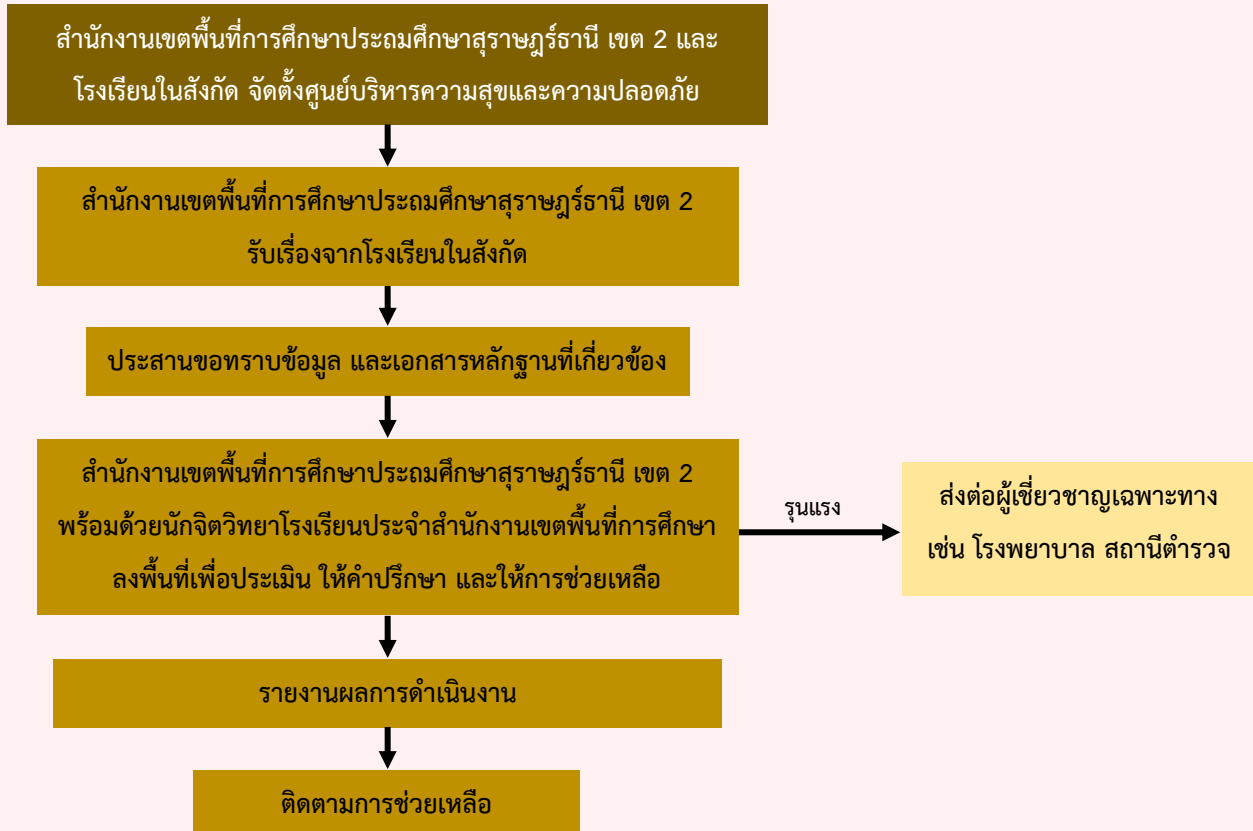 สำนักงานเขตพื้นที่การศึกษาประถมศึกษาสุราษฎร์ธานี เขต 2 และ
โรงเรียนในสังกัด จัดตั้งศูนย์บริหารความสุขและความปลอดภัย
สำนักงานเขตพื้นที่การศึกษาประถมศึกษาสุราษฎร์ธานี เขต 2
รับเรื่องจากโรงเรียนในสังกัด
ประสานขอทราบข้อมูล และเอกสารหลักฐานที่เกี่ยวข้อง
สำนักงานเขตพื้นที่การศึกษาประถมศึกษาสุราษฎร์ธานี เขต 2
พร้อมด้วยนักจิตวิทยาโรงเรียนประจำสำนักงานเขตพื้นที่การศึกษา
ลงพื้นที่เพื่อประเมิน ให้คำปรึกษา และให้การช่วยเหลือ
รุนแรง
ส่งต่อผู้เชี่ยวชาญเฉพาะทาง
เช่น โรงพยาบาล สถานีตำรวจ
รายงานผลการดำเนินงาน
ติดตามการช่วยเหลือ